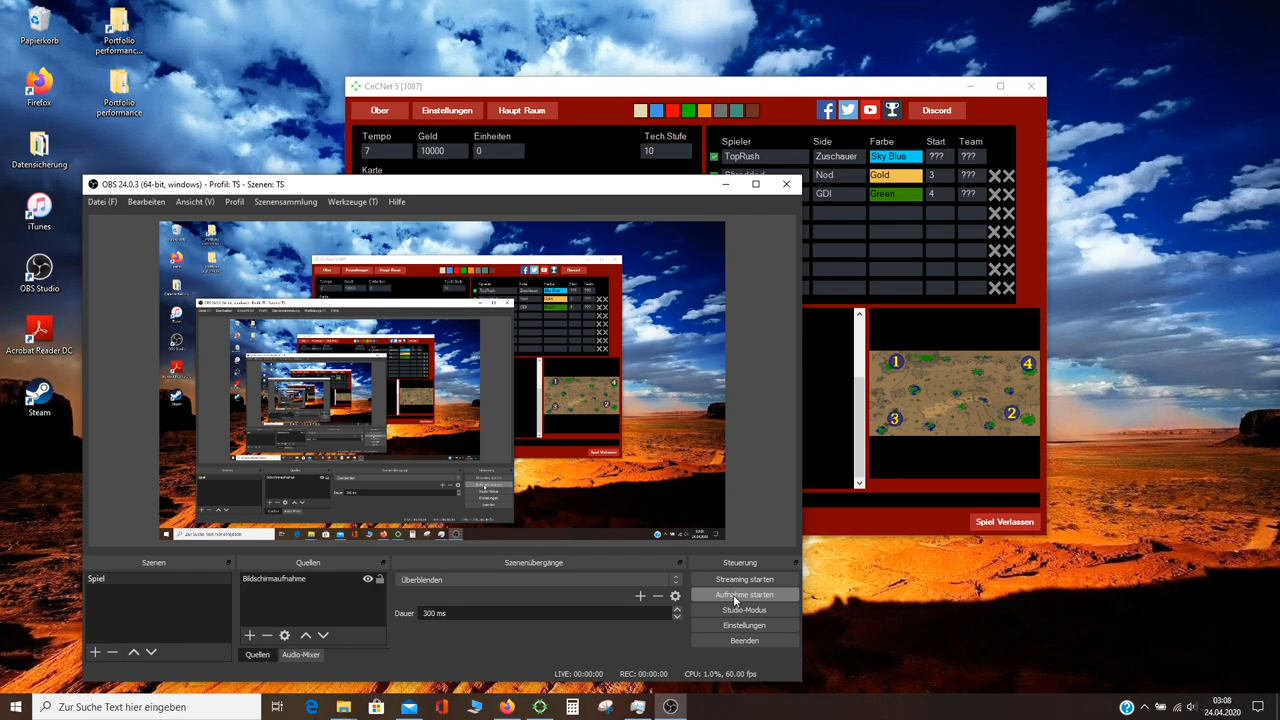 Papierkorb
Portfolio performanc...
Firefox
Portfolio performance
Datensicherung
iTunes
OBS Studio
Acrobat Reader DC
Steam
CnCNet 5 [1087]
Über
Einstellungen
Haupt Raum
Discord
Tempo
Geld
Einheiten
Tech.Stufe
7
10000
0
10
Karte
Spieler Side Farbe Start Team
TopRush Zuschauer Sky Blue ??? ???
Shredded Nod Gold 3 ???
GDI Green 4 ???
1
4
3
2
Spiel Verlassen
OBS 24.0.3 (64-bit, windows) - Profil: TS - Szenen: TS
Datei (F) Bearbeiten Ansicht (V) Profil Szenensammlung Werkzeuge (T) Hilfe
Szenen
Quellen
Szenenübergänge
Steuerung
Spiel
Bildschirmaufnahme
Überblenden
Dauer 300 ms
Streaming starten
Aufnahme starten
Studio-Modus
Einstellungen
Beenden
Quellen
Audio-Mixer
LIVE: 00:00:00
REC: 00:00:00
CPU: 1.0%, 60.00 fps
Zur Suche Text hier eingeben
03:08
24.04.2020